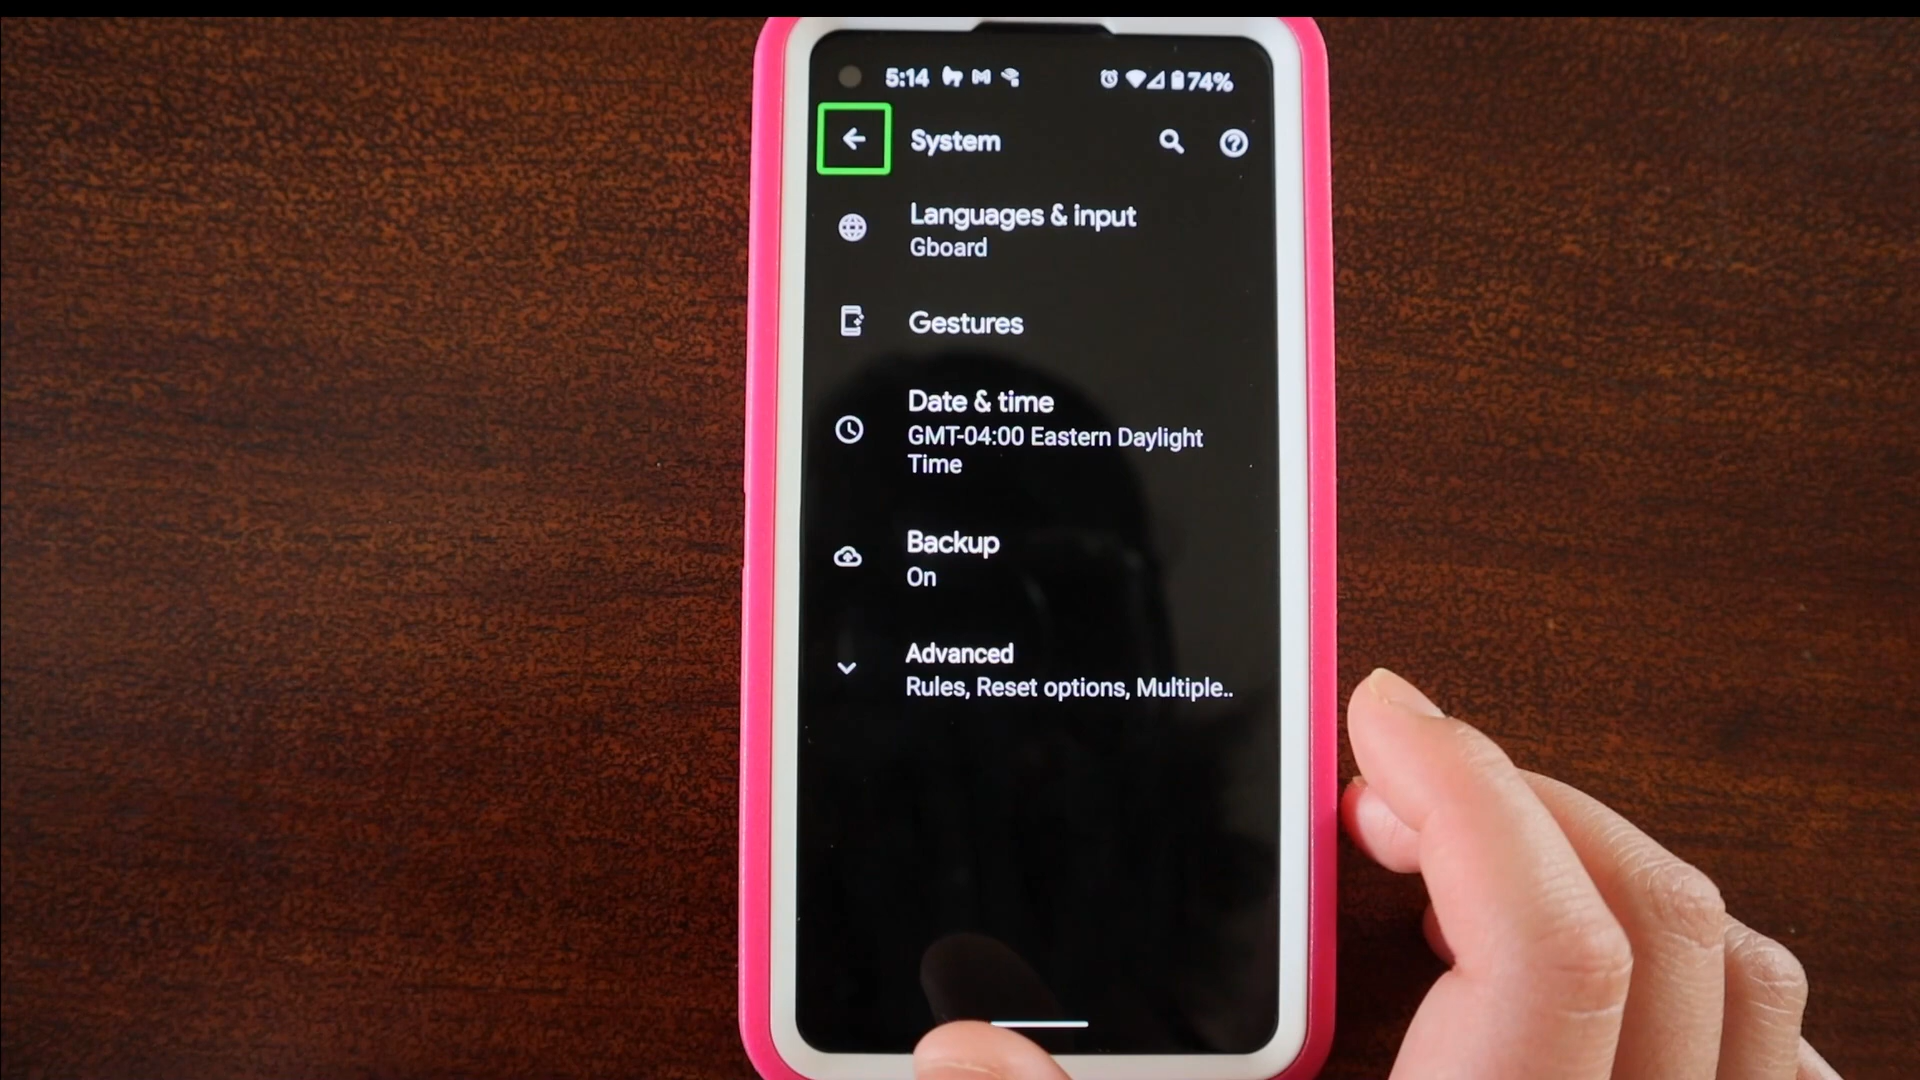 5:14 74%
System
Languages & input
Gboard
Gestures
Date & time
GMT-04:00 Eastern Daylight
Time
Backup
On
Advanced
Rules, Reset options, Multiple..